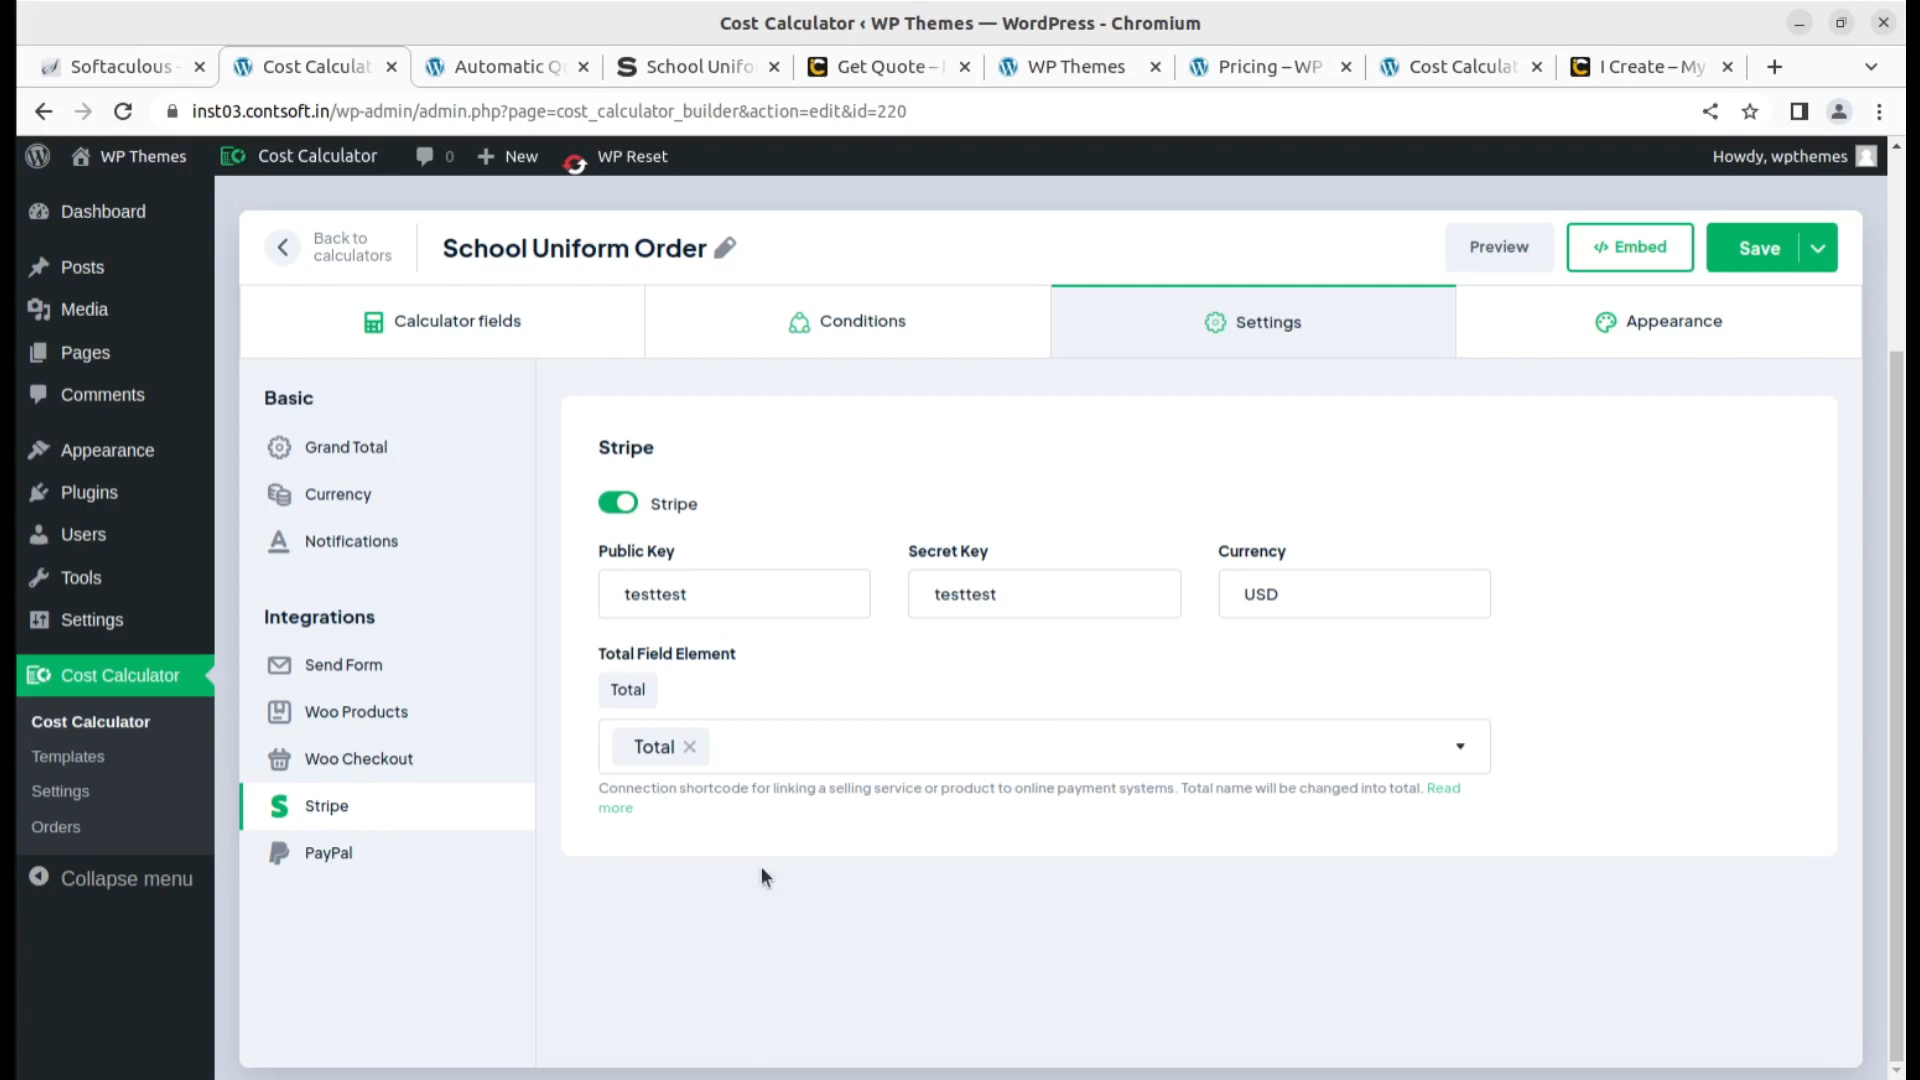 Cost Calculator ‹ WP Themes — WordPress - Chromium
Softaculous -
Cost Calculat
Automatic Q
School Unifo
Get Quote –
WP Themes
Pricing – WP
Cost Calculat
I Create – My
inst03.contsoft.in/wp-admin/admin.php?page=cost_calculator_builder&action=edit&id=220
WP Themes
Cost Calculator
0
New
WP Reset
Howdy, wpthemes
Dashboard
Posts
Media
Pages
Comments
Appearance
Plugins
Users
Tools
Settings
Cost Calculator
Cost Calculator
Templates
Settings
Orders
Collapse menu
Back to
calculators
School Uniform Order
Preview
Embed
Save
Calculator fields
Conditions
Settings
Appearance
Basic
Grand Total
Currency
Notifications
Integrations
Send Form
Woo Products
Woo Checkout
Stripe
PayPal
Stripe
Stripe
Public Key
Secret Key
Currency
testtest
testtest
USD
Total Field Element
Total
Total
Connection shortcode for linking a selling service or product to online payment systems. Total name will be changed into total. Read
more